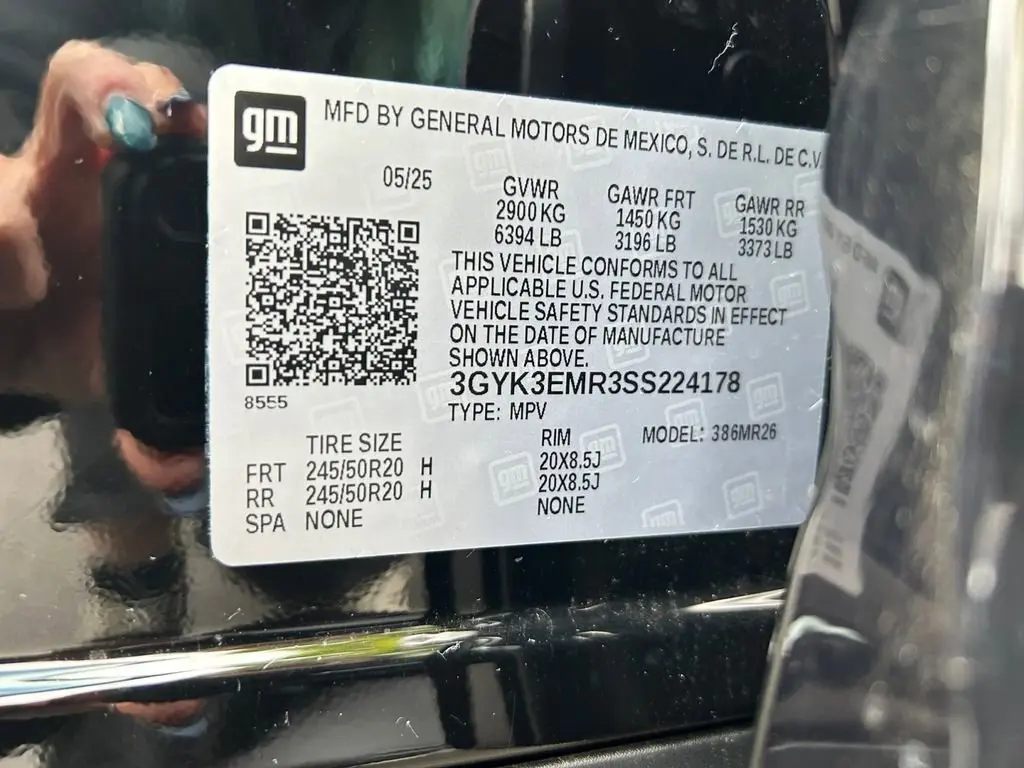 gm
MFD BY GENERAL MOTORS DE MEXICO, S. DE R.L. DE C.V.
05/25
GVWR GAWR FRT GAWR RR
2900 KG 1450 KG 1530 KG
6394 LB 3196 LB 3373 LB
THIS VEHICLE CONFORMS TO ALL
APPLICABLE U.S. FEDERAL MOTOR
VEHICLE SAFETY STANDARDS IN EFFECT
ON THE DATE OF MANUFACTURE
SHOWN ABOVE.
3GYK3EMR3SS224178
8555
TYPE: MPV
TIRE SIZE RIM MODEL: 386MR26
FRT 245/50R20 H 20X8.5J
RR 245/50R20 H 20X8.5J
SPA NONE NONE